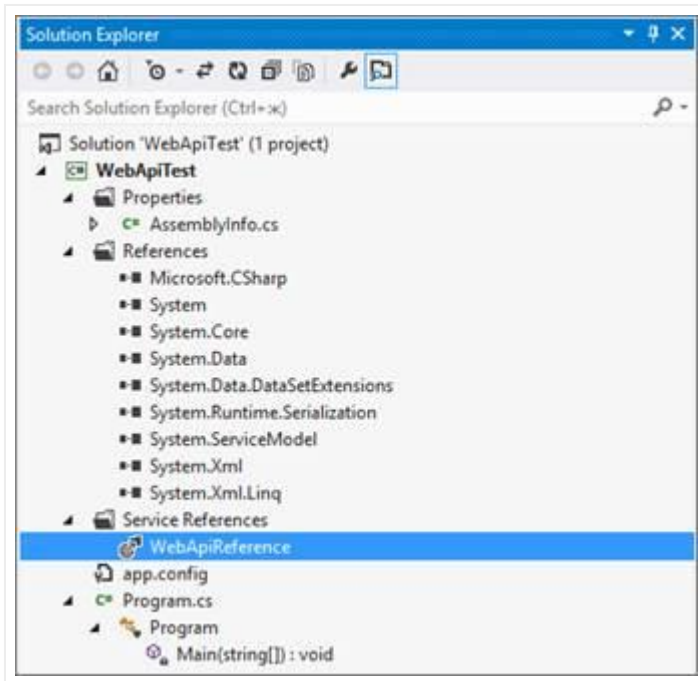 Solution Explorer
Search Solution Explorer (Ctrl+ж)
Solution 'WebApiTest' (1 project)
C# WebApiTest
Properties
C# AssemblyInfo.cs
References
Microsoft.CSharp
System
System.Core
System.Data
System.Data.DataSetExtensions
System.Runtime.Serialization
System.ServiceModel
System.Xml
System.Xml.Linq
Service References
WebApiReference
app.config
C# Program.cs
Program
Main(string[]) : void